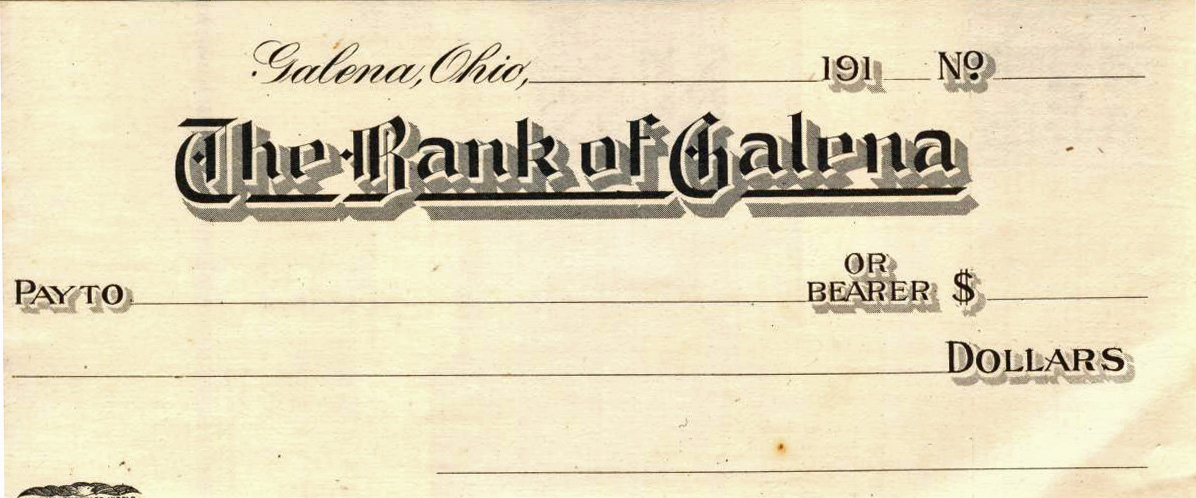 Galena, Ohio, 191 No
The Bank of Galena
PAY TO OR BEARER $
DOLLARS